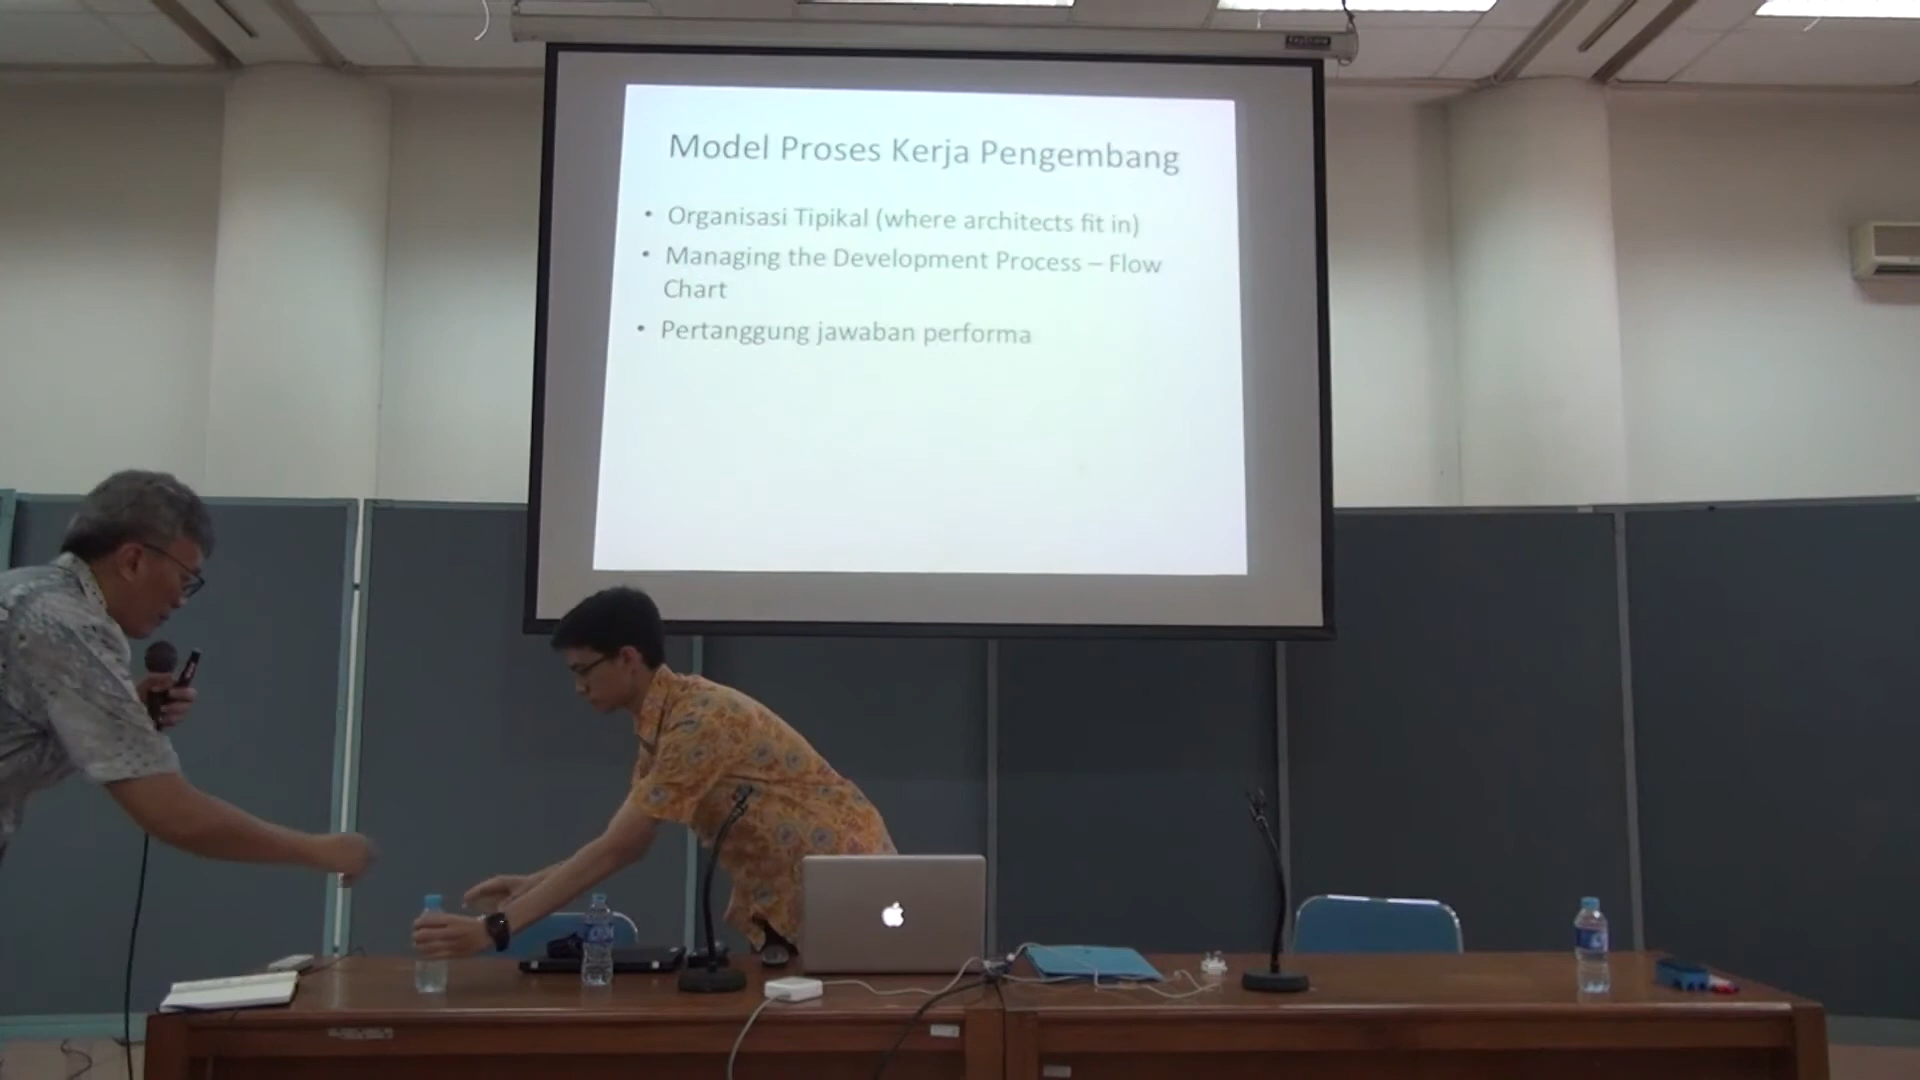 Model Proses Kerja Pengembang
• Organisasi Tipikal (where architects fit in)
• Managing the Development Process – Flow
Chart
• Pertanggung jawaban performa